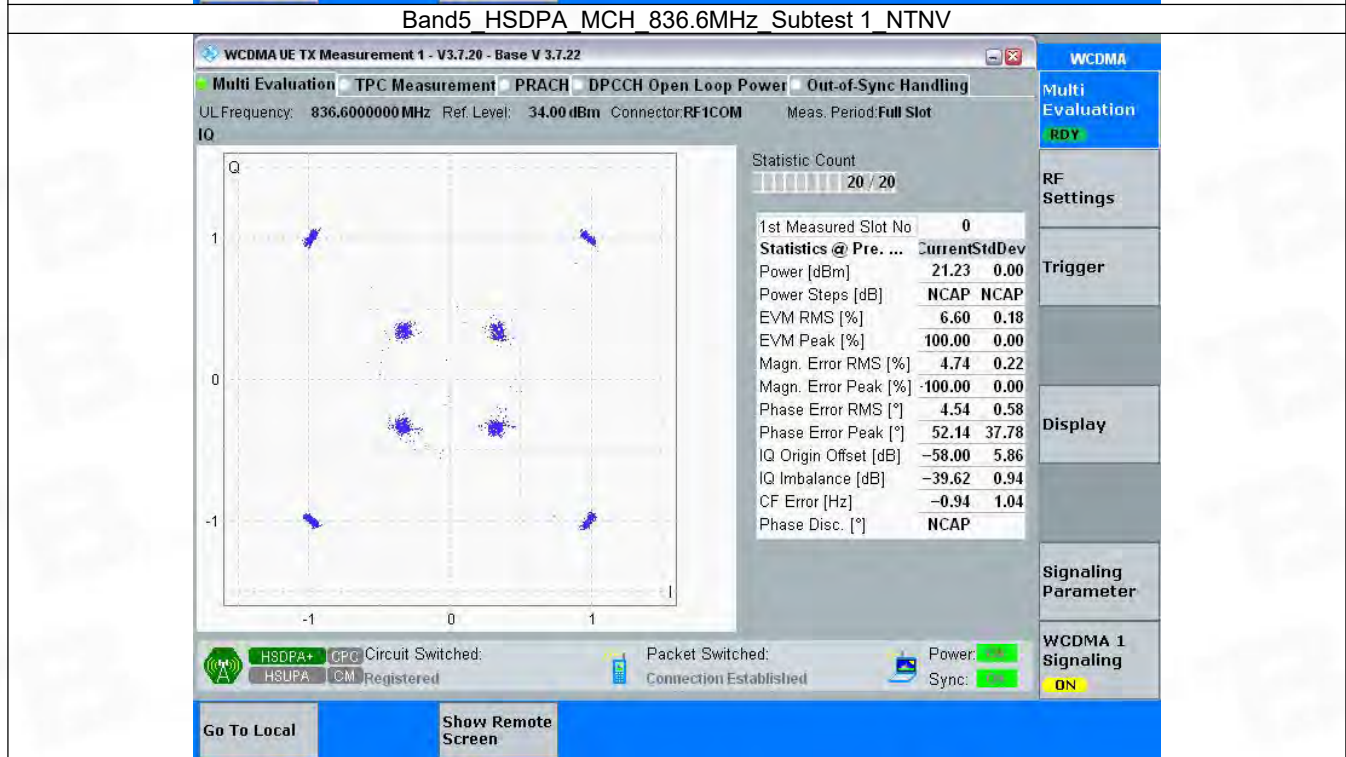 Band5_HSDPA_MCH_836.6MHz_Subtest 1_NTNV
WCDMA UE TX Measurement 1 - V3.7.20 - Base V 3.7.22
WCDMA
Multi Evaluation TPC Measurement PRACH DPCCH Open Loop Power Out-of-Sync Handling
UL Frequency: 836.6000000 MHz Ref. Level: 34.00 dBm Connector:RF1COM Meas. Period:Full Slot
IQ
Q
1
0
-1
-1 0 1
I
Statistic Count
20 / 20
1st Measured Slot No 0
Statistics @ Pre. ... Current StdDev
Power [dBm] 21.23 0.00
Power Steps [dB] NCAP NCAP
EVM RMS [%] 6.60 0.18
EVM Peak [%] 100.00 0.00
Magn. Error RMS [%] 4.74 0.22
Magn. Error Peak [%] -100.00 0.00
Phase Error RMS [°] 4.54 0.58
Phase Error Peak [°] 52.14 37.78
IQ Origin Offset [dB] −58.00 5.86
IQ Imbalance [dB] −39.62 0.94
CF Error [Hz] −0.94 1.04
Phase Disc. [°] NCAP
Multi
Evaluation
RDY
RF
Settings
Trigger
Display
Signaling
Parameter
WCDMA 1
Signaling
ON
HSDPA+ CPC Circuit Switched: Packet Switched: Power:
HSUPA CM Registered Connection Established Sync:
Go To Local
Show Remote
Screen